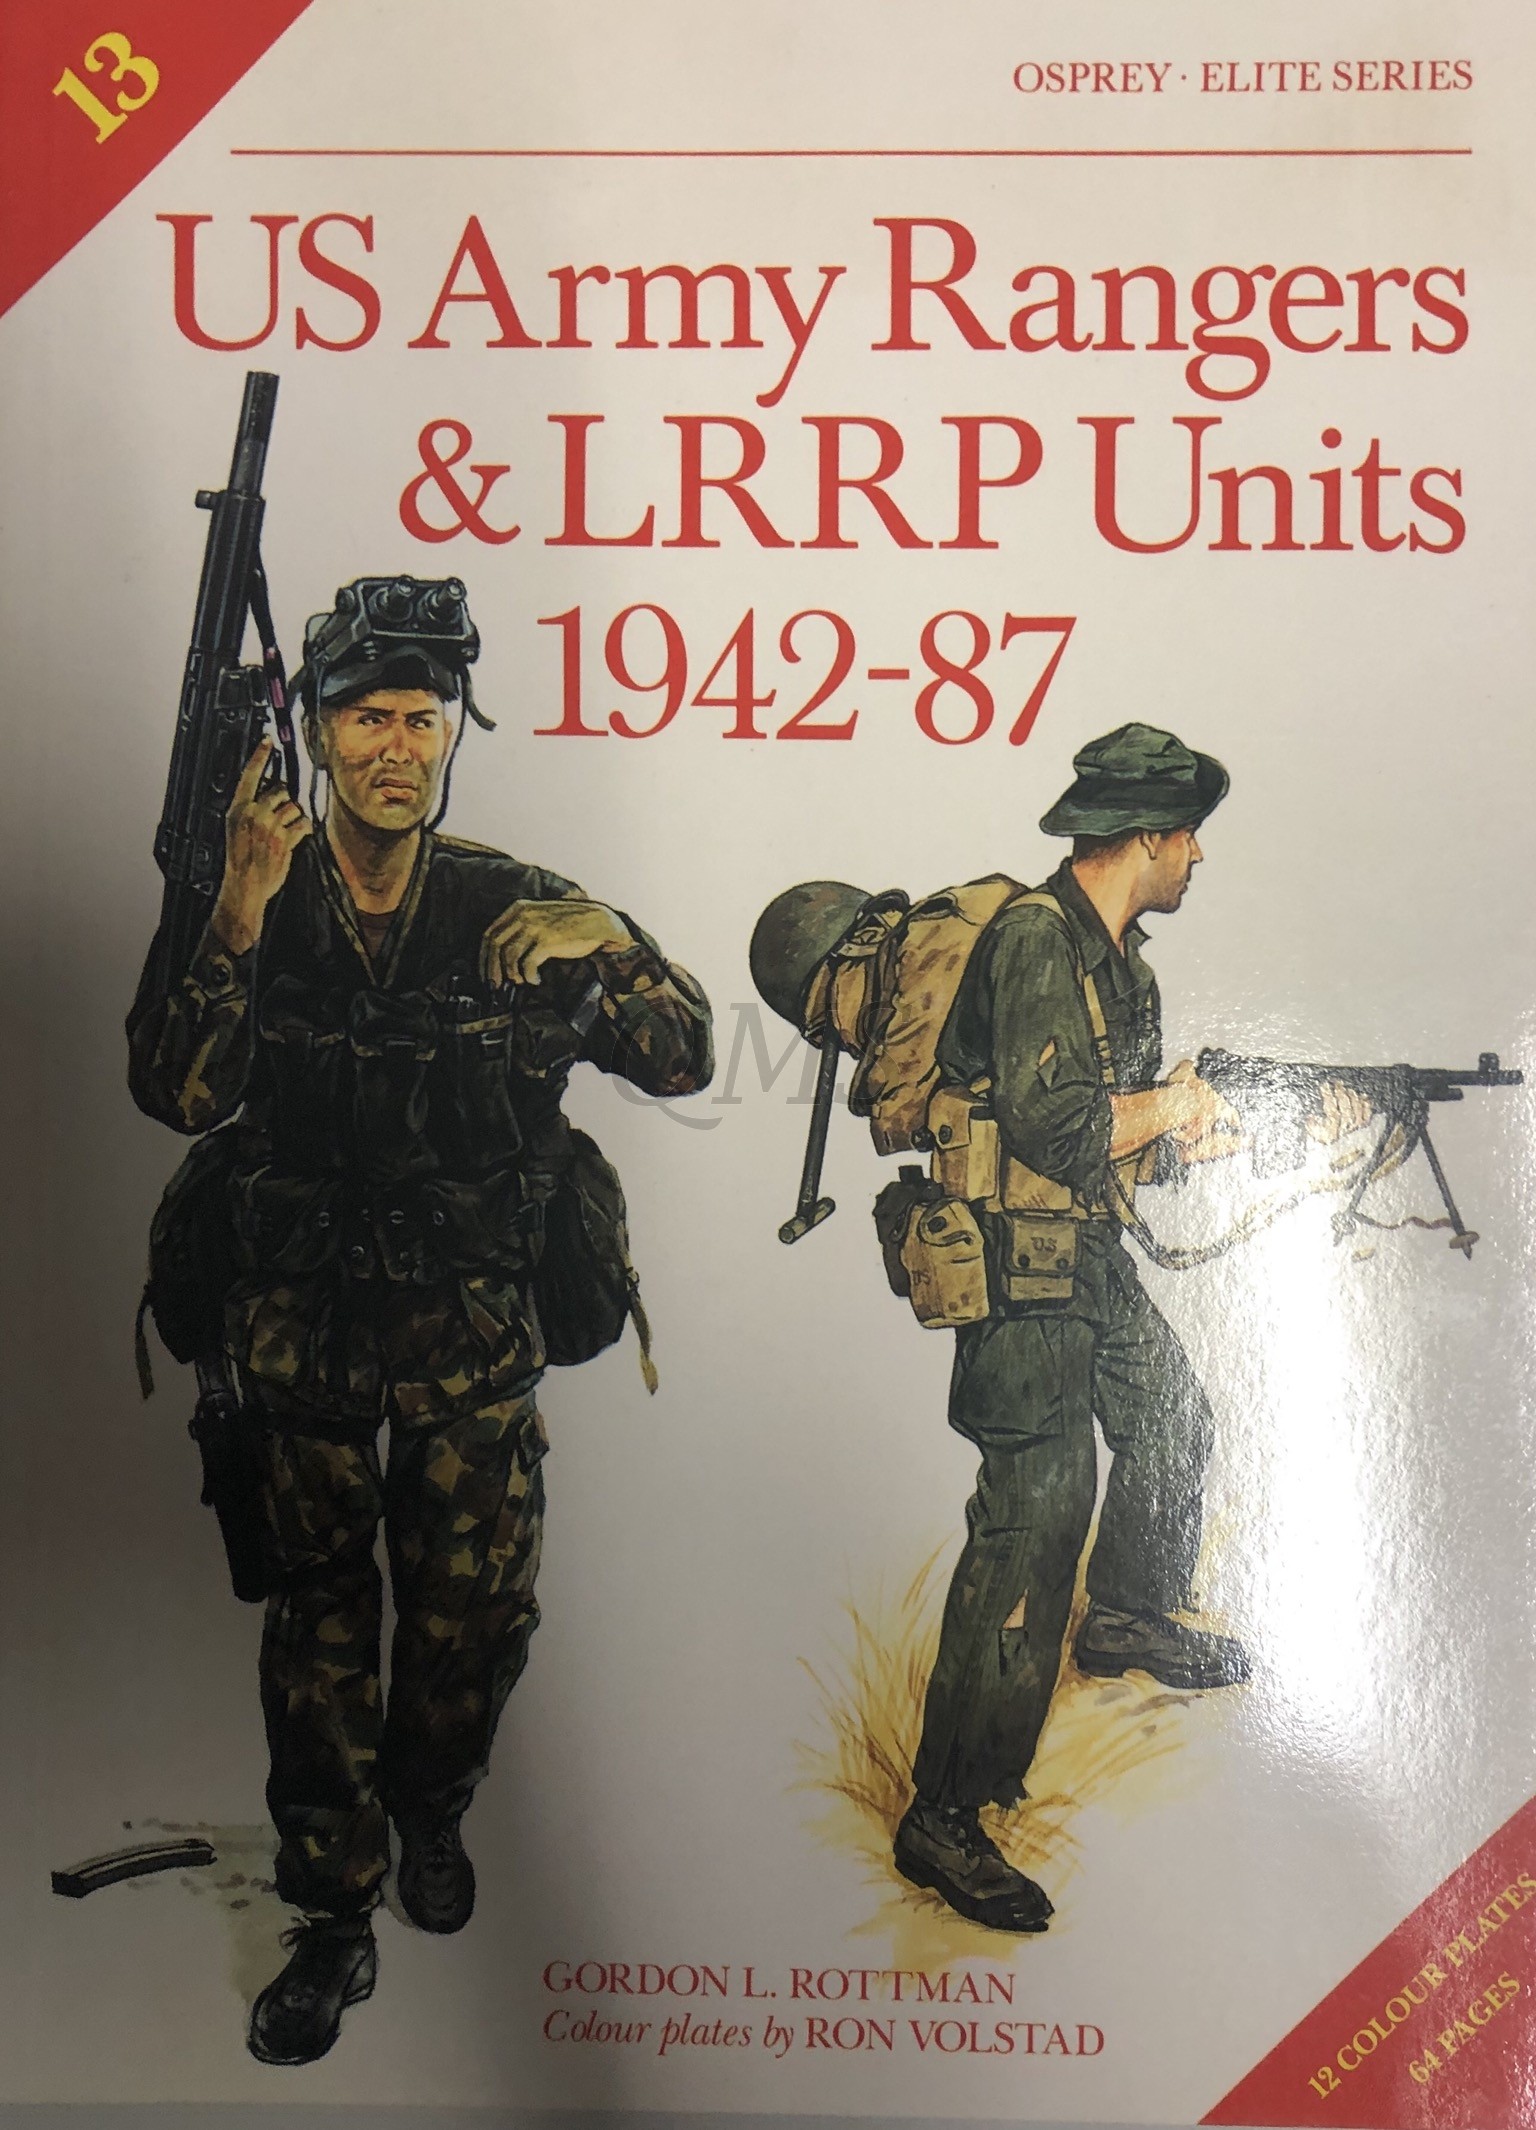 13
OSPREY · ELITE SERIES
US Army Rangers
& LRRP Units
1942-87
QMS
US
US
GORDON L. ROTTMAN
Colour plates by RON VOLSTAD
12 COLOUR PLATES
64 PAGES